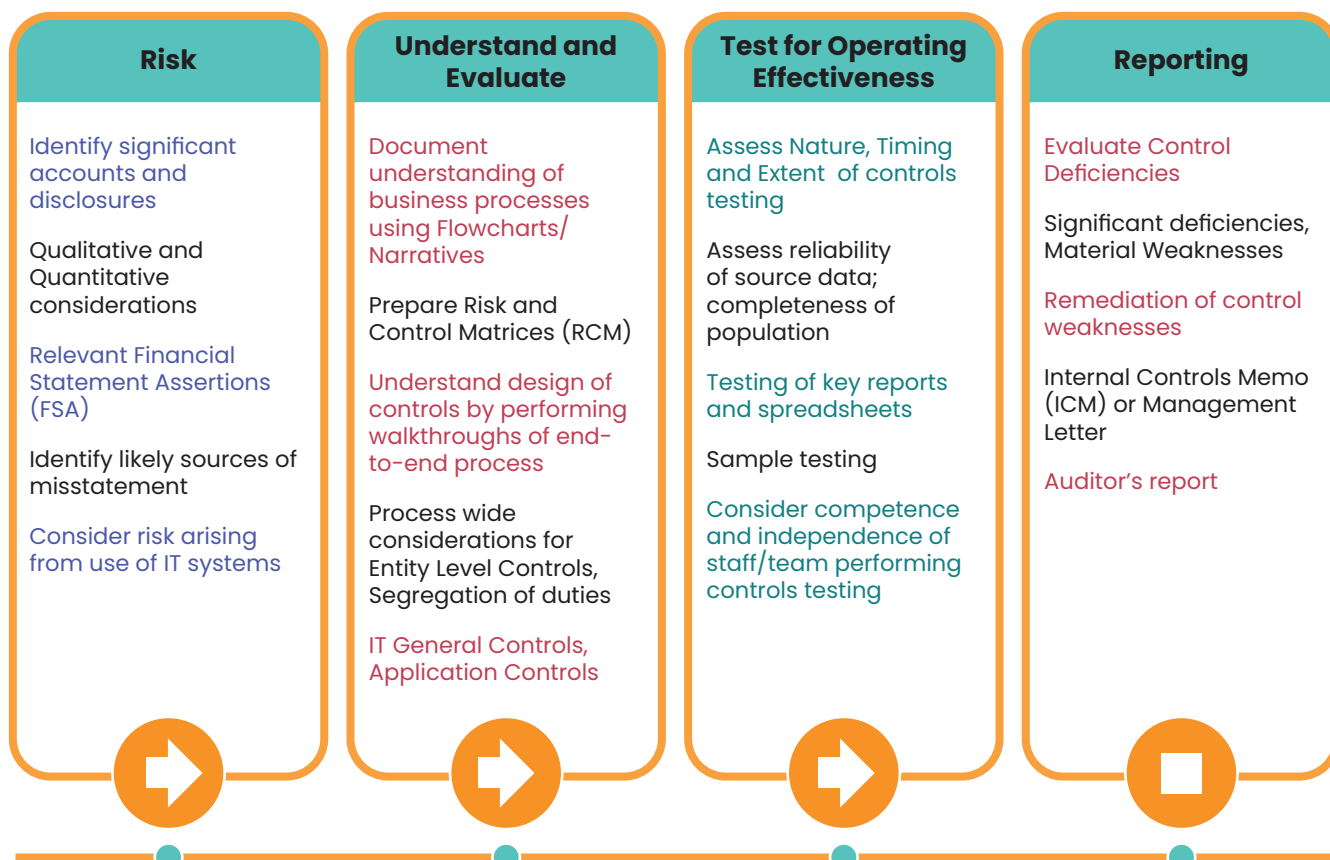 Risk
Identify significant
accounts and
disclosures
Qualitative and
Quantitative
considerations
Relevant Financial
Statement Assertions
(FSA)
Identify likely sources of
misstatement
Consider risk arising
from use of IT systems
Understand and
Evaluate
Document
understanding of
business processes
using Flowcharts/
Narratives
Prepare Risk and
Control Matrices (RCM)
Understand design of
controls by performing
walkthroughs of end-
to-end process
Process wide
considerations for
Entity Level Controls,
Segregation of duties
IT General Controls,
Application Controls
Test for Operating
Effectiveness
Assess Nature, Timing
and Extent of controls
testing
Assess reliability
of source data;
completeness of
population
Testing of key reports
and spreadsheets
Sample testing
Consider competence
and independence of
staff/team performing
controls testing
Reporting
Evaluate Control
Deficiencies
Significant deficiencies,
Material Weaknesses
Remediation of control
weaknesses
Internal Controls Memo
(ICM) or Management
Letter
Auditor's report